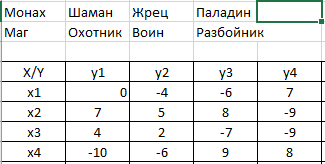 Монах Шаман Жрец Паладин
Маг Охотник Воин Разбойник
X/Y y1 y2 y3 y4
x1 0 -4 -6 7
x2 7 5 8 -9
x3 4 2 -7 -9
x4 -10 -6 9 8